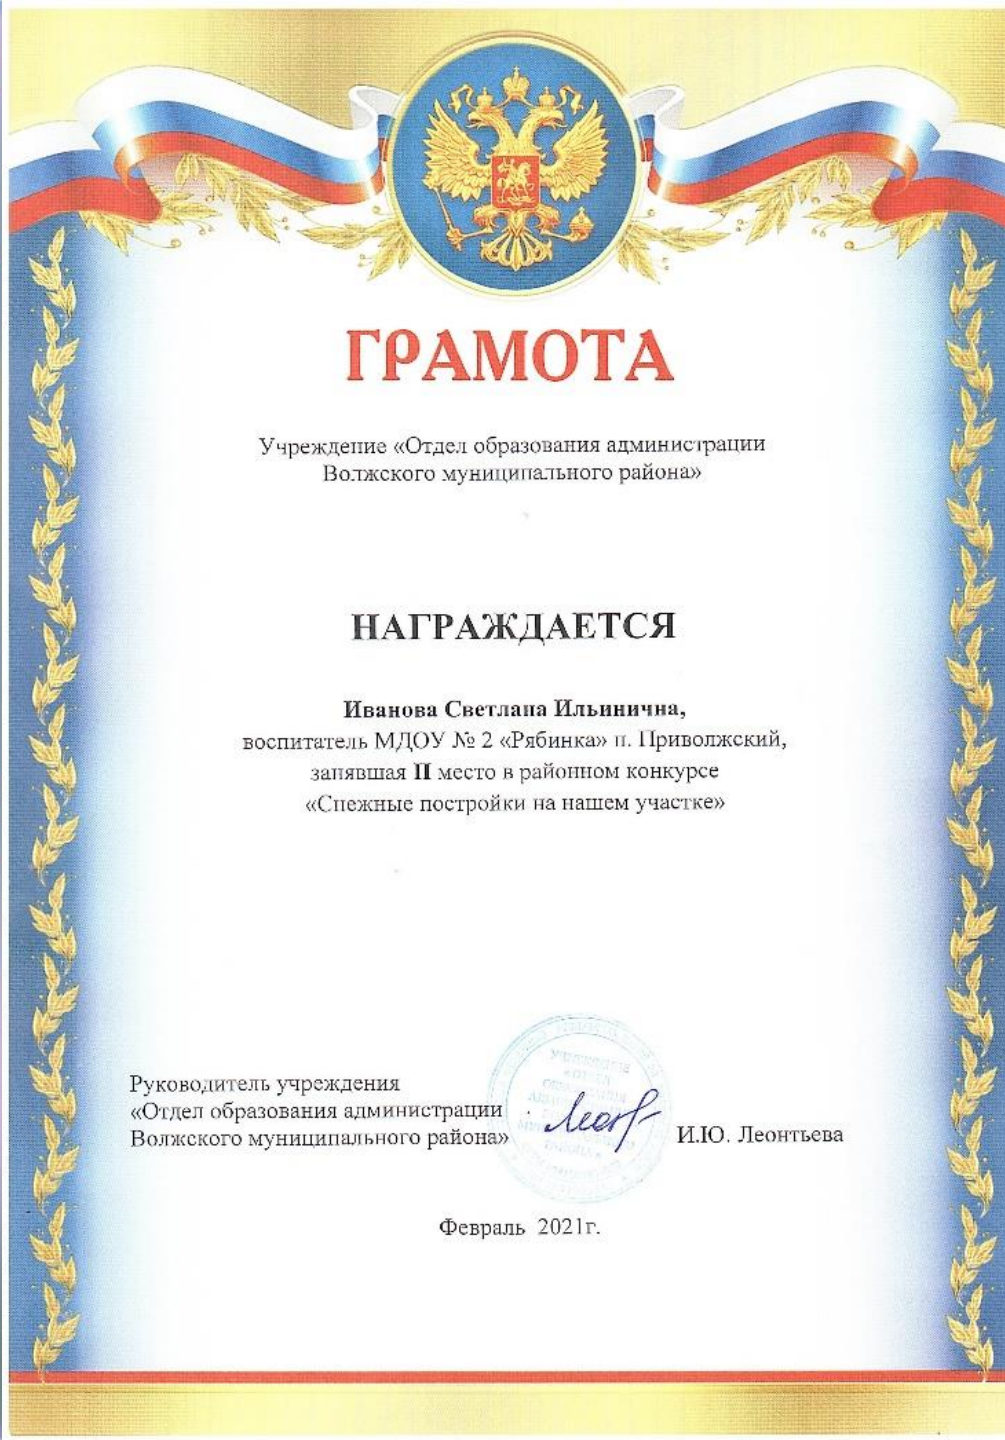 ГРАМОТА
Учреждение «Отдел образования администрации
Волжского муниципального района»
НАГРАЖДАЕТСЯ
Иванова Светлана Ильинична,
воспитатель МДОУ № 2 «Рябинка» п. Приволжский,
занявшая II место в районном конкурсе
«Снежные постройки на нашем участке»
Руководитель учреждения
«Отдел образования администрации
Волжского муниципального района»
И.Ю. Леонтьева
Февраль 2021г.